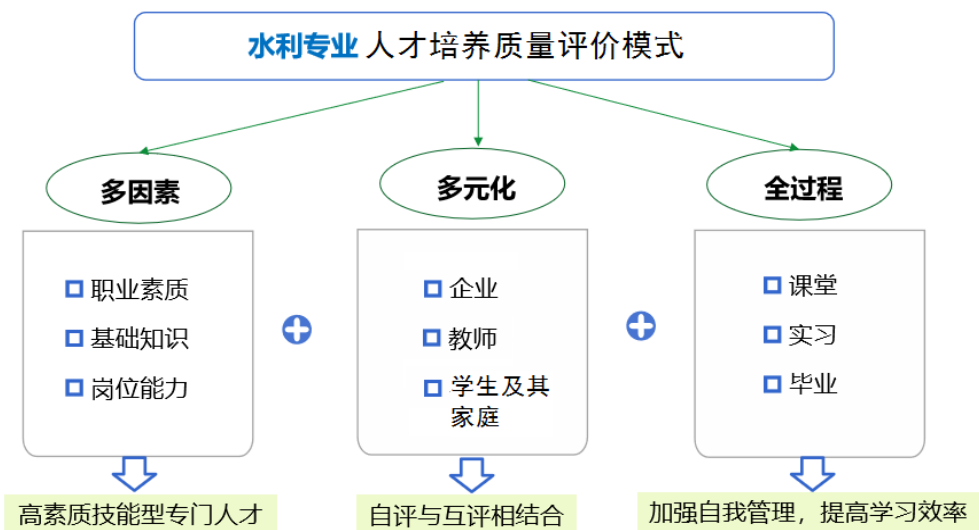 水利专业 人才培养质量评价模式
多因素
多元化
全过程
职业素质
基础知识
岗位能力
企业
教师
学生及其
家庭
课堂
实习
毕业
高素质技能型专门人才
自评与互评相结合
加强自我管理，提高学习效率